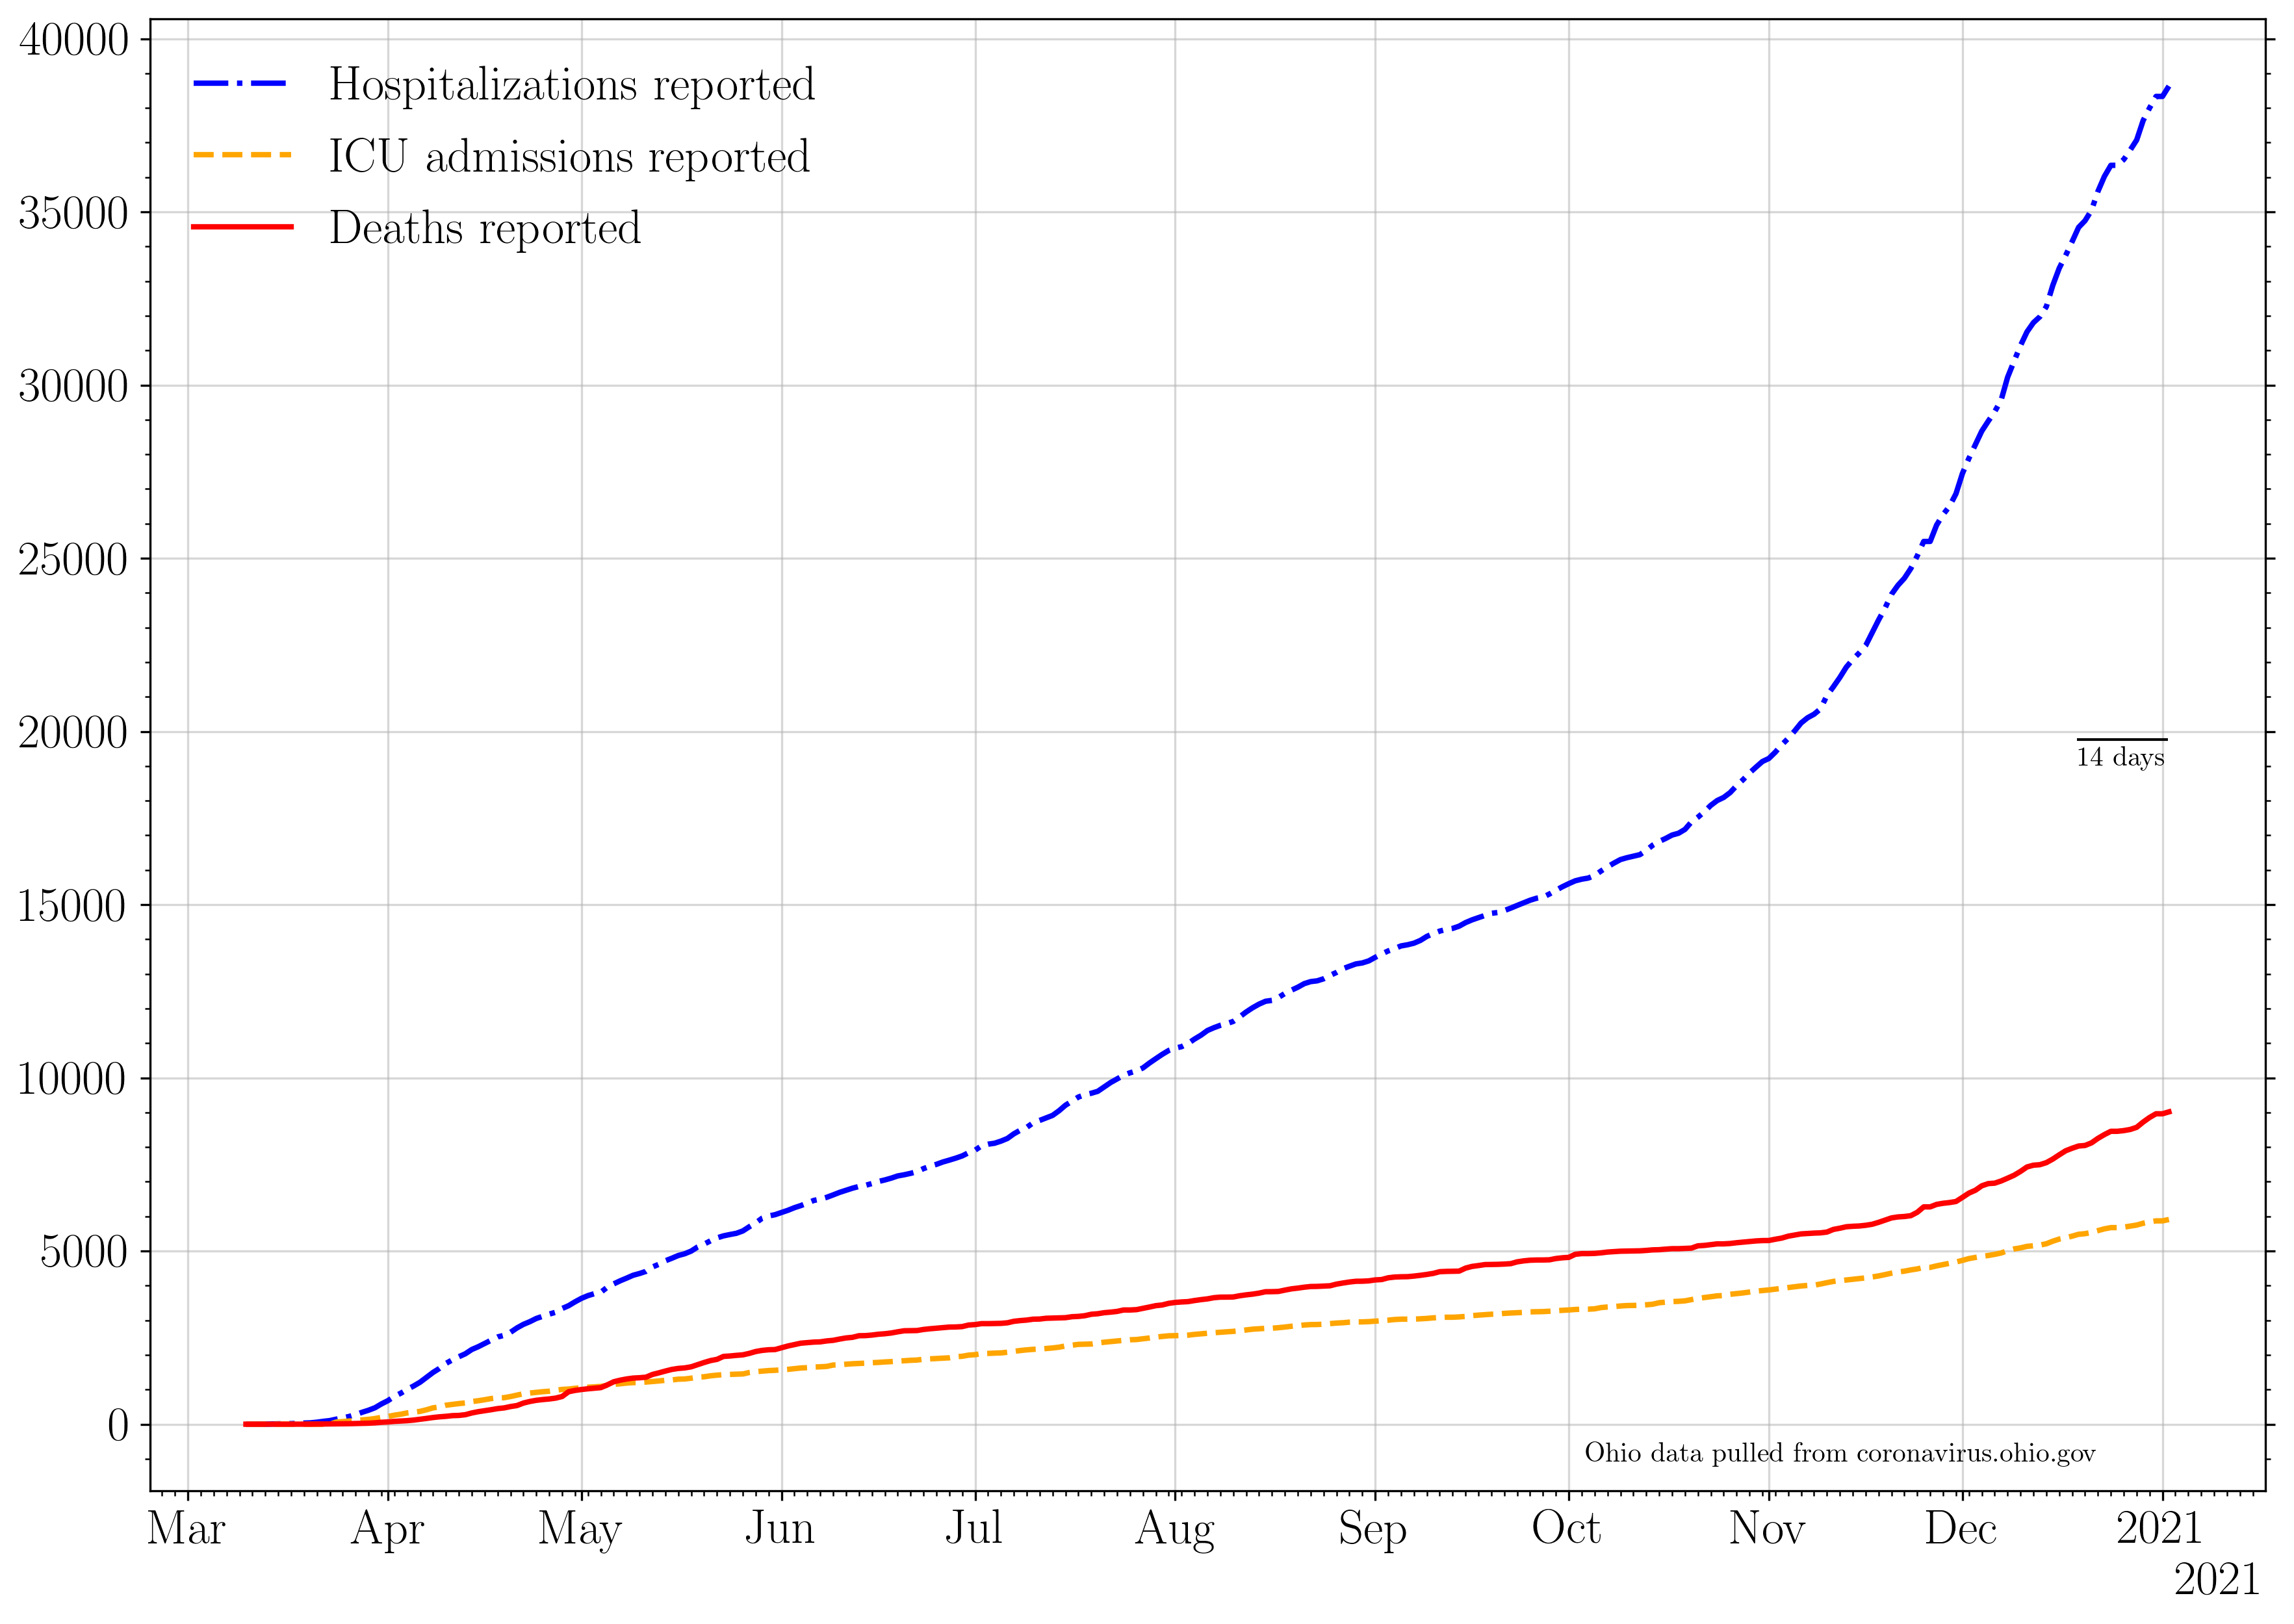 40000
35000
30000
25000
20000
15000
10000
5000
0
Hospitalizations reported
ICU admissions reported
Deaths reported
14 days
Ohio data pulled from coronavirus.ohio.gov
Mar Apr May Jun Jul Aug Sep Oct Nov Dec 2021
2021